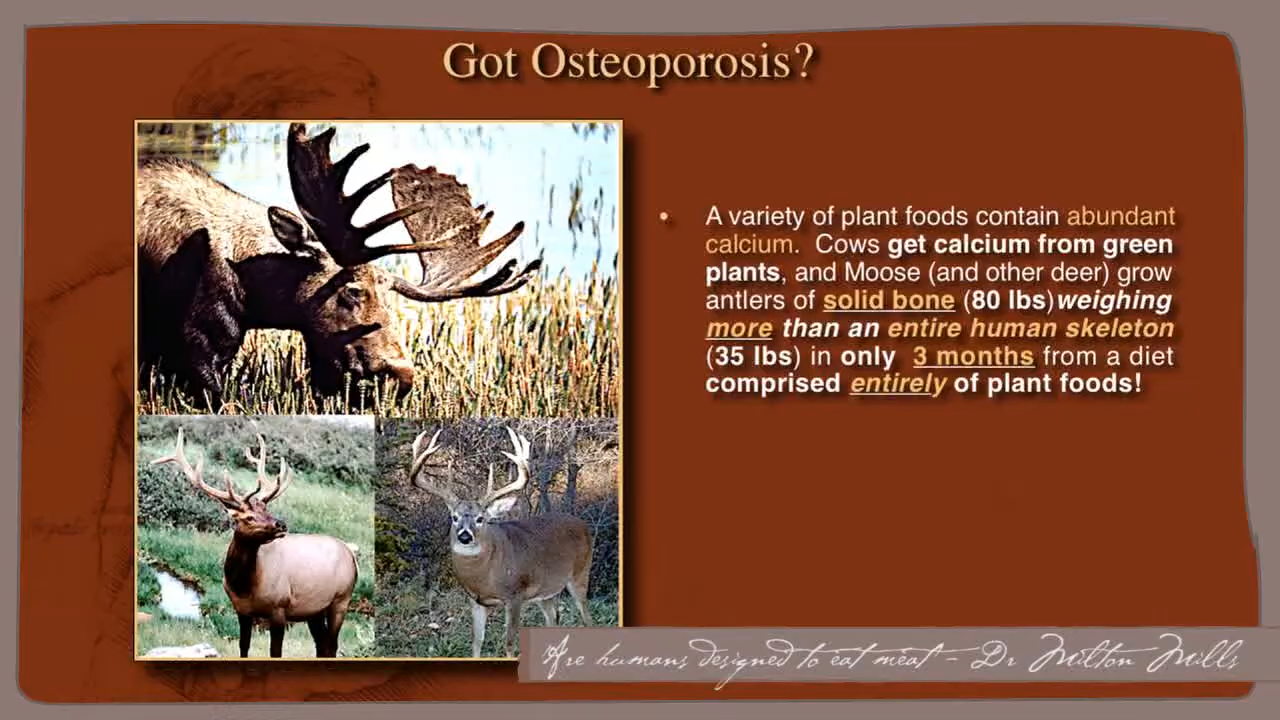 Got Osteoporosis?
• A variety of plant foods contain abundant
calcium. Cows get calcium from green
plants, and Moose (and other deer) grow
antlers of solid bone (80 lbs)weighing
more than an entire human skeleton
(35 lbs) in only 3 months from a diet
comprised entirely of plant foods!
Are humans designed to eat meat - Dr Milton Mills